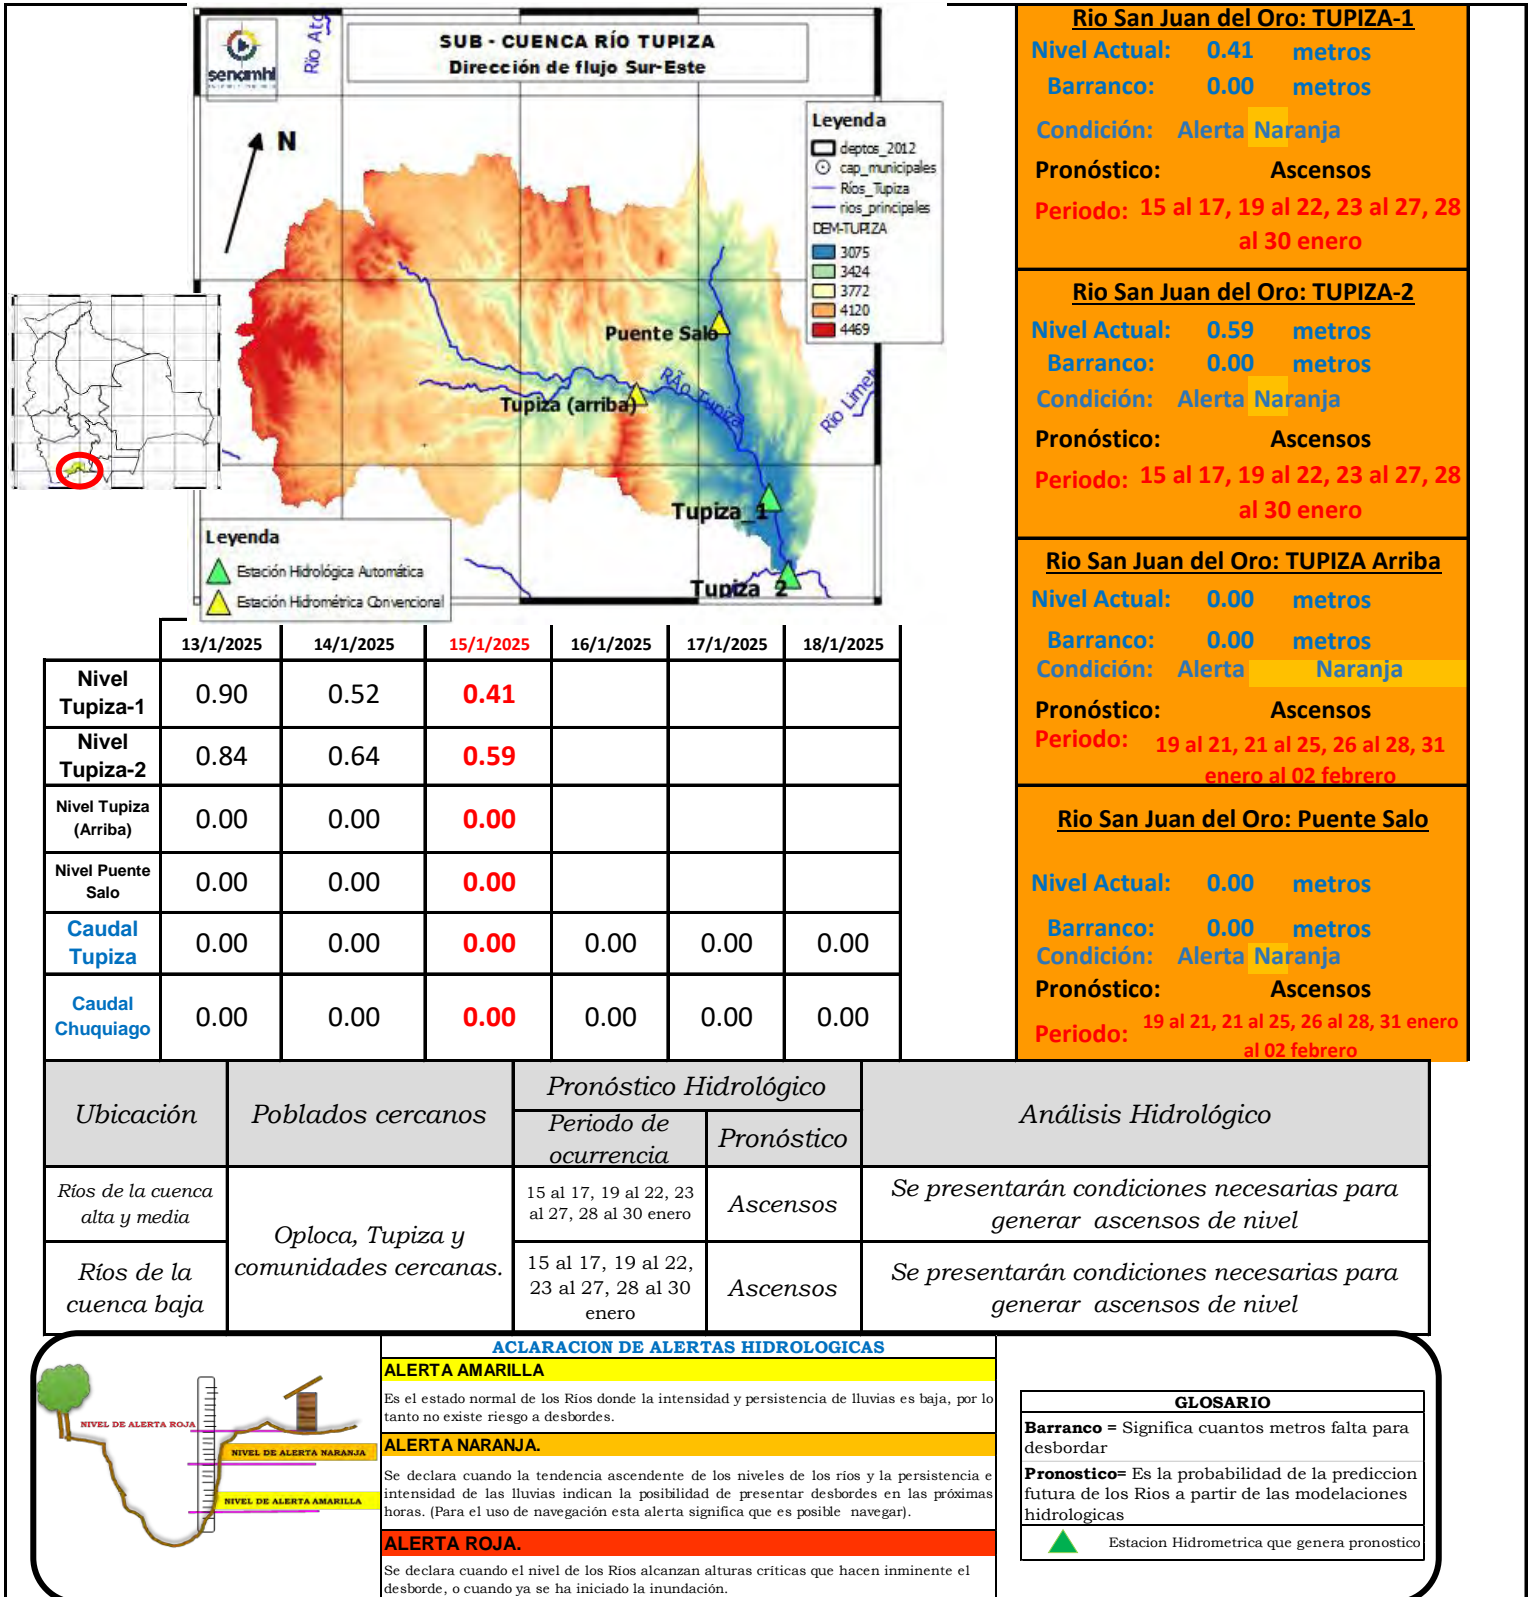 senamhi
Río Ato
SUB - CUENCA RÍO TUPIZA
Dirección de flujo Sur-Este
N
Leyenda
deptos_2012
cap_municipales
Ríos_Tupiza
rios_principales
DEM-TUPIZA
3075
3424
3772
4120
4469
Puente Salo
RÃ­o Tupiza
Tupiza (arriba)
Rio Limet
Tupiza_1
Tupiza_2
Leyenda
Estación Hidrológica Automática
Estación Hidrométrica Convencional
Rio San Juan del Oro: TUPIZA-1
Nivel Actual: 0.41 metros
Barranco: 0.00 metros
Condición: Alerta Naranja
Pronóstico: Ascensos
Periodo: 15 al 17, 19 al 22, 23 al 27, 28
al 30 enero
Rio San Juan del Oro: TUPIZA-2
Nivel Actual: 0.59 metros
Barranco: 0.00 metros
Condición: Alerta Naranja
Pronóstico: Ascensos
Periodo: 15 al 17, 19 al 22, 23 al 27, 28
al 30 enero
Rio San Juan del Oro: TUPIZA Arriba
Nivel Actual: 0.00 metros
Barranco: 0.00 metros
Condición: Alerta Naranja
Pronóstico: Ascensos
Periodo: 19 al 21, 21 al 25, 26 al 28, 31
enero al 02 febrero
Rio San Juan del Oro: Puente Salo
Nivel Actual: 0.00 metros
Barranco: 0.00 metros
Condición: Alerta Naranja
Pronóstico: Ascensos
Periodo: 19 al 21, 21 al 25, 26 al 28, 31 enero
al 02 febrero
13/1/2025 14/1/2025 15/1/2025 16/1/2025 17/1/2025 18/1/2025
Nivel
Tupiza-1 0.90 0.52 0.41
Nivel
Tupiza-2 0.84 0.64 0.59
Nivel Tupiza
(Arriba) 0.00 0.00 0.00
Nivel Puente
Salo 0.00 0.00 0.00
Caudal
Tupiza 0.00 0.00 0.00 0.00 0.00 0.00
Caudal
Chuquiago 0.00 0.00 0.00 0.00 0.00 0.00
Ubicación
Poblados cercanos
Pronóstico Hidrológico
Periodo de
ocurrencia
Pronóstico
Análisis Hidrológico
Ríos de la cuenca
alta y media
Oploca, Tupiza y
comunidades cercanas.
15 al 17, 19 al 22, 23
al 27, 28 al 30 enero
Ascensos
Se presentarán condiciones necesarias para
generar ascensos de nivel
Ríos de la
cuenca baja
15 al 17, 19 al 22,
23 al 27, 28 al 30
enero
Ascensos
Se presentarán condiciones necesarias para
generar ascensos de nivel
NIVEL DE ALERTA ROJA
NIVEL DE ALERTA NARANJA
NIVEL DE ALERTA AMARILLA
ACLARACION DE ALERTAS HIDROLOGICAS
ALERTA AMARILLA
Es el estado normal de los Ríos donde la intensidad y persistencia de lluvias es baja, por lo
tanto no existe riesgo a desbordes.
ALERTA NARANJA.
Se declara cuando la tendencia ascendente de los niveles de los ríos y la persistencia e
intensidad de las lluvias indican la posibilidad de presentar desbordes en las próximas
horas. (Para el uso de navegación esta alerta significa que es posible navegar).
ALERTA ROJA.
Se declara cuando el nivel de los Ríos alcanzan alturas críticas que hacen inminente el
desborde, o cuando ya se ha iniciado la inundación.
GLOSARIO
Barranco = Significa cuantos metros falta para
desbordar
Pronostico= Es la probabilidad de la prediccion
futura de los Rios a partir de las modelaciones
hidrologicas
Estacion Hidrometrica que genera pronostico